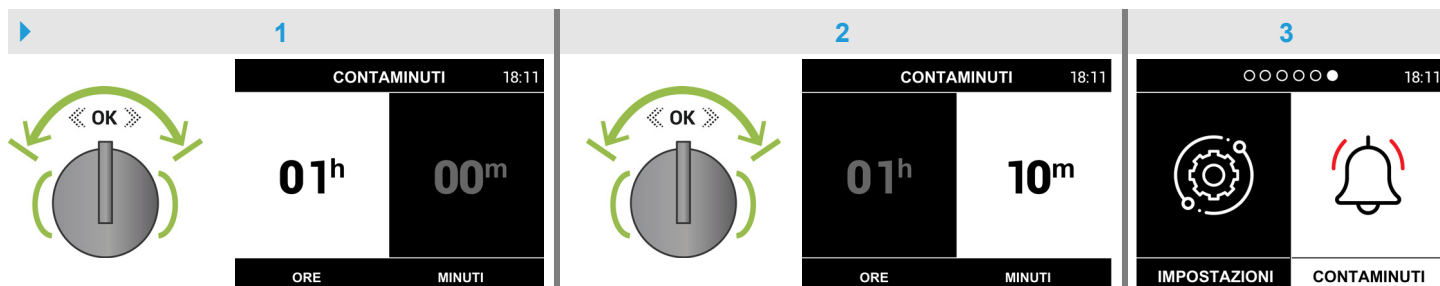 1
OK
CONTAMINUTI 18:11
01h 00m
ORE MINUTI
2
OK
CONTAMINUTI 18:11
01h 10m
ORE MINUTI
3
18:11
IMPOSTAZIONI CONTAMINUTI